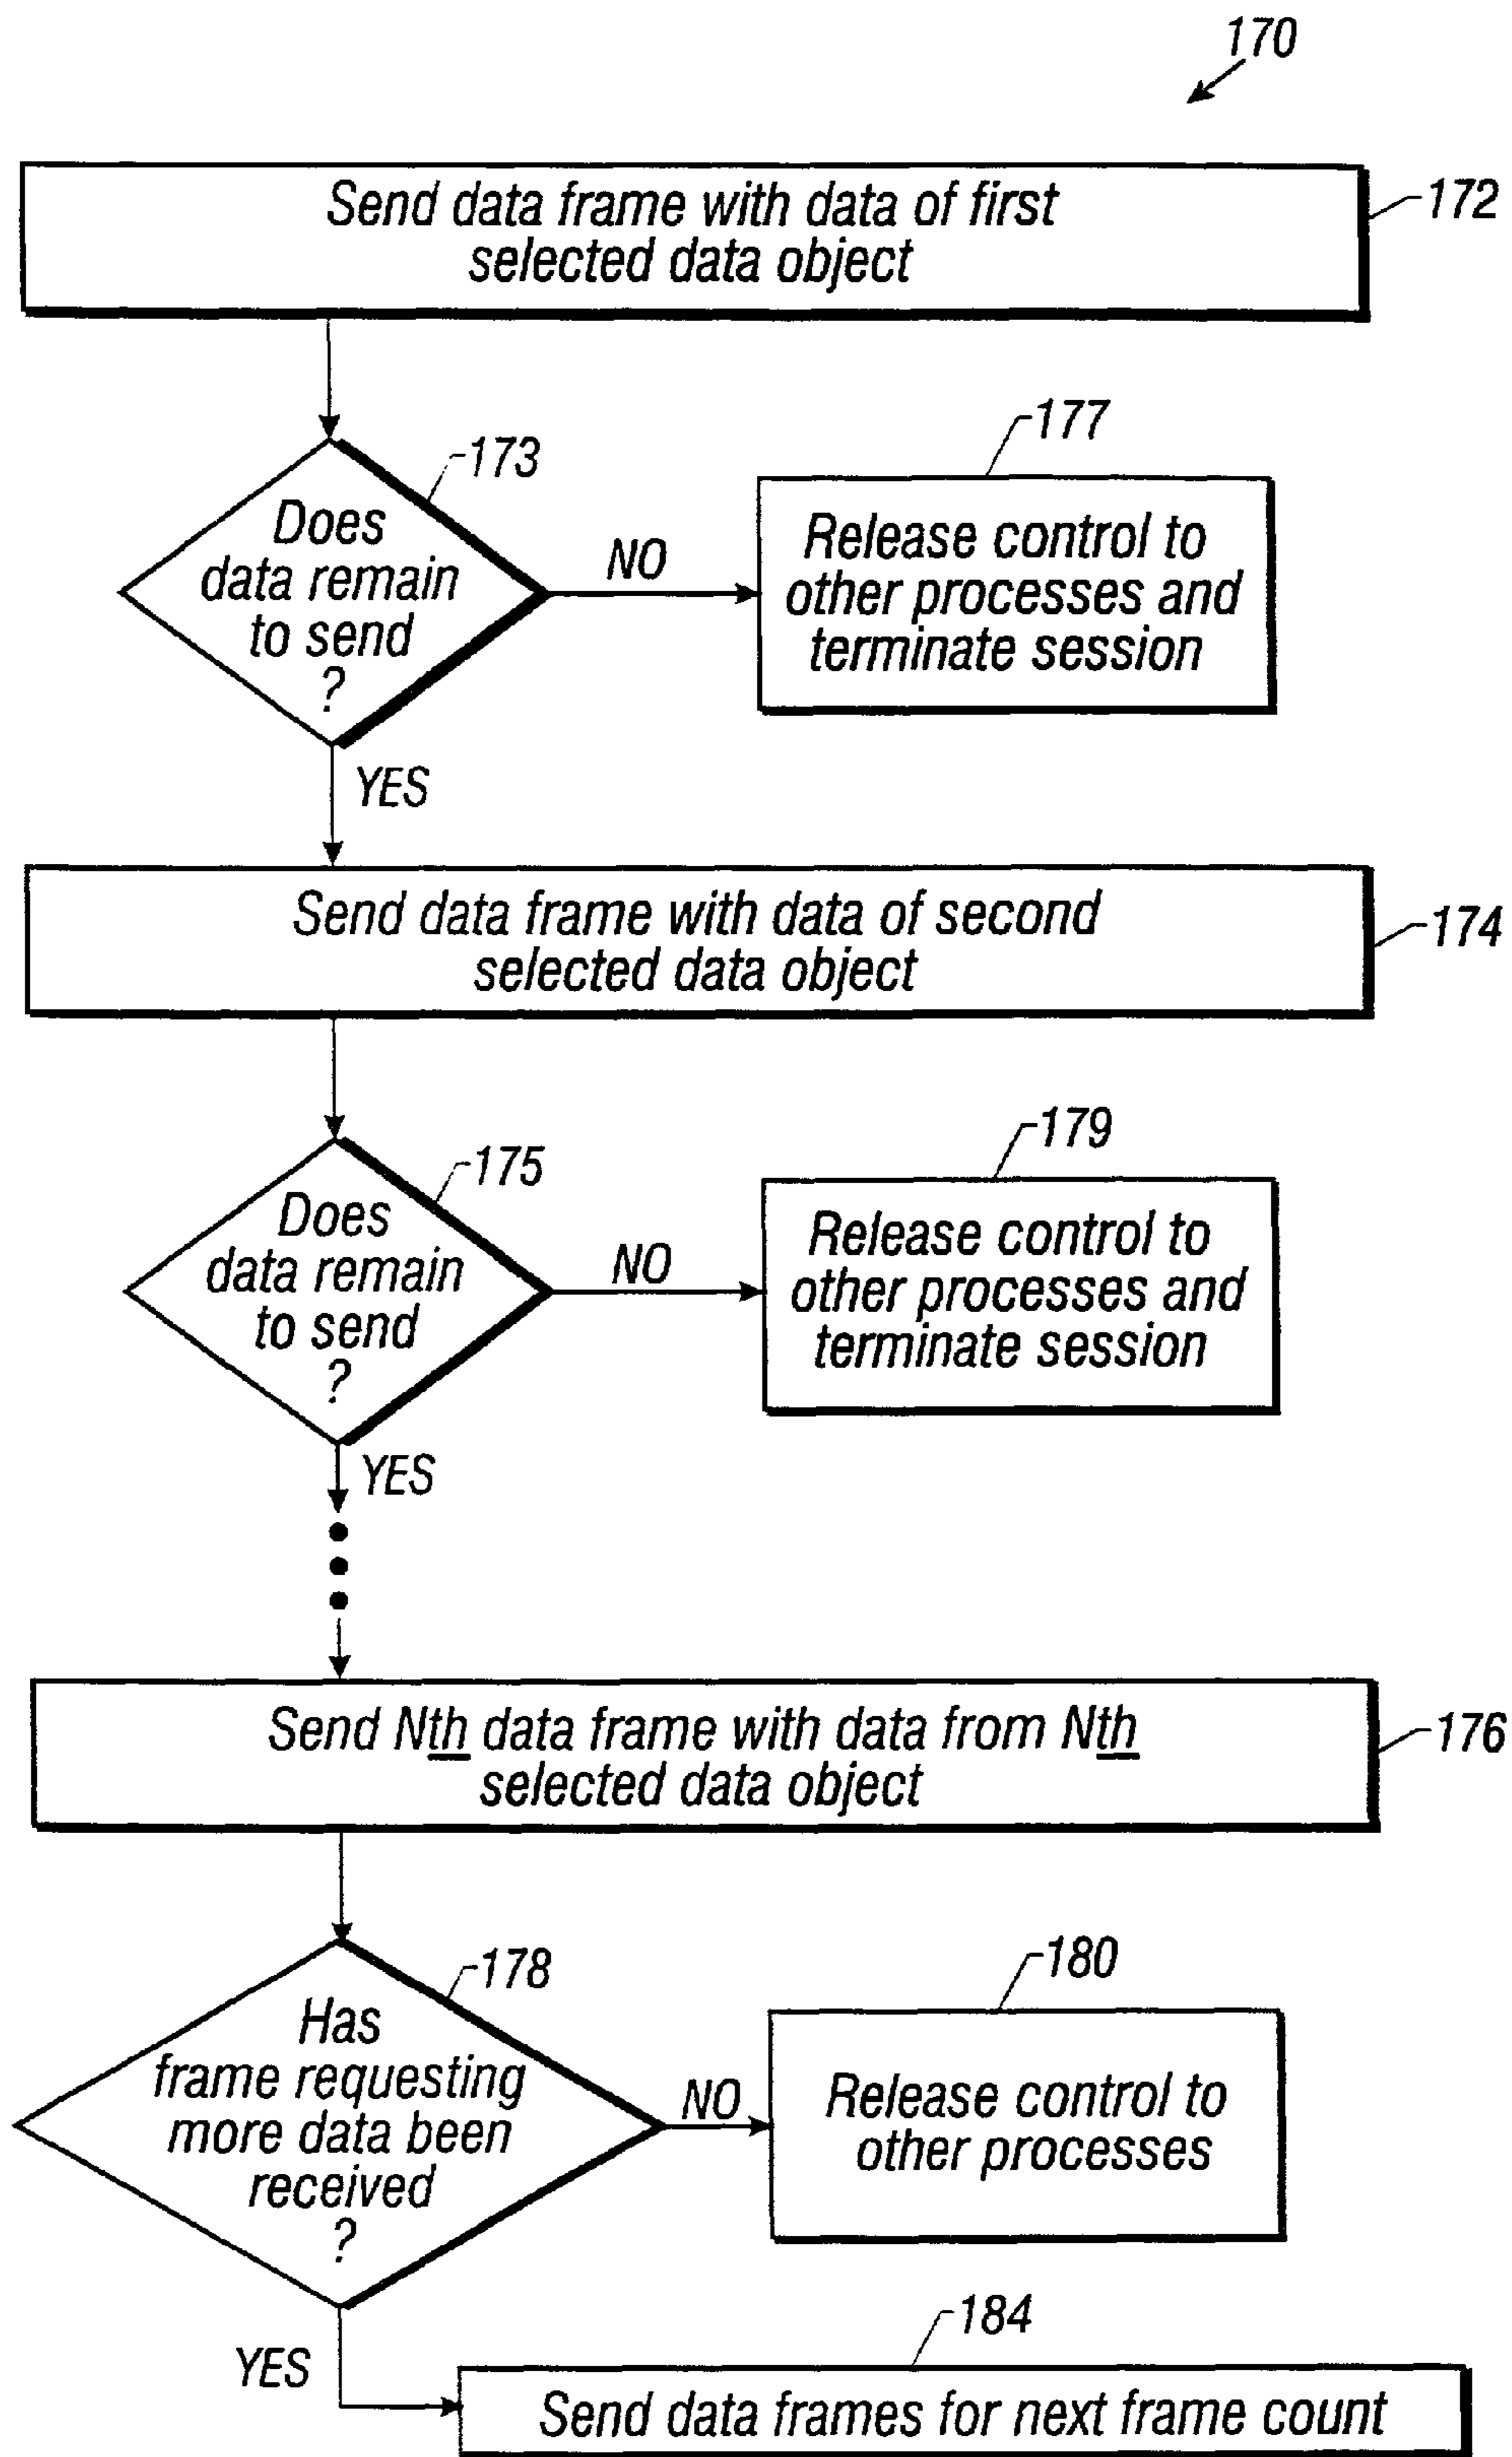 170
Send data frame with data of first
selected data object
172
173
Does
data remain
to send
?
NO
177
Release control to
other processes and
terminate session
YES
Send data frame with data of second
selected data object
174
175
Does
data remain
to send
?
NO
179
Release control to
other processes and
terminate session
YES
Send Nth data frame with data from Nth
selected data object
176
178
Has
frame requesting
more data been
received
?
NO
180
Release control to
other processes
YES
184
Send data frames for next frame count